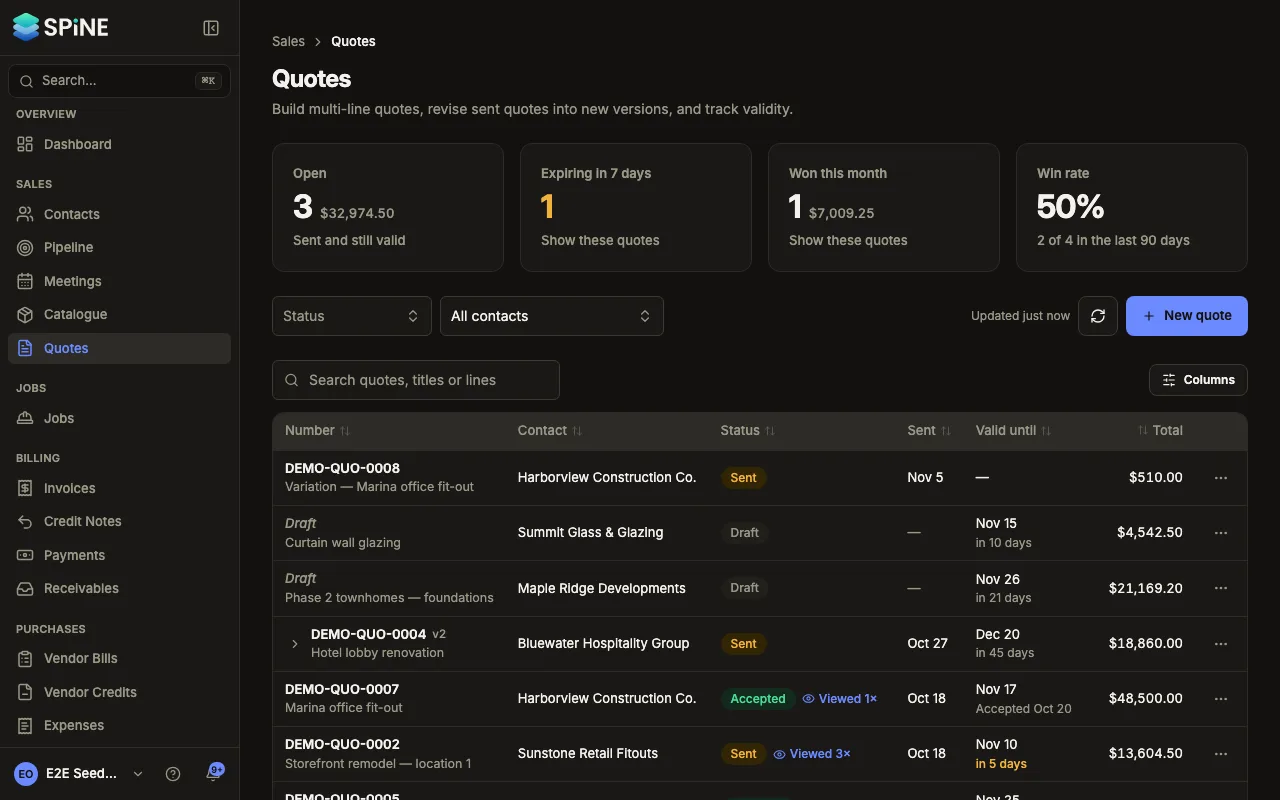 SPiNE
Search...
⌘K
OVERVIEW
Dashboard
SALES
Contacts
Pipeline
Meetings
Catalogue
Quotes
JOBS
Jobs
BILLING
Invoices
Credit Notes
Payments
Receivables
PURCHASES
Vendor Bills
Vendor Credits
Expenses
EO E2E Seed...
9+
Sales > Quotes
Quotes
Build multi-line quotes, revise sent quotes into new versions, and track validity.
Open
3 $32,974.50
Sent and still valid
Expiring in 7 days
1
Show these quotes
Won this month
1 $7,009.25
Show these quotes
Win rate
50%
2 of 4 in the last 90 days
Status
All contacts
Updated just now
+ New quote
Search quotes, titles or lines
Columns
Number Contact Status Sent Valid until Total
DEMO-QUO-0008
Variation — Marina office fit-out
Harborview Construction Co.
Sent
Nov 5
—
$510.00
Draft
Curtain wall glazing
Summit Glass & Glazing
Draft
—
Nov 15
in 10 days
$4,542.50
Draft
Phase 2 townhomes — foundations
Maple Ridge Developments
Draft
—
Nov 26
in 21 days
$21,169.20
DEMO-QUO-0004 v2
Hotel lobby renovation
Bluewater Hospitality Group
Sent
Oct 27
Dec 20
in 45 days
$18,860.00
DEMO-QUO-0007
Marina office fit-out
Harborview Construction Co.
Accepted
Viewed 1×
Oct 18
Nov 17
Accepted Oct 20
$48,500.00
DEMO-QUO-0002
Storefront remodel — location 1
Sunstone Retail Fitouts
Sent
Viewed 3×
Oct 18
Nov 10
in 5 days
$13,604.50
DEMO-QUO-0005
Nov 25